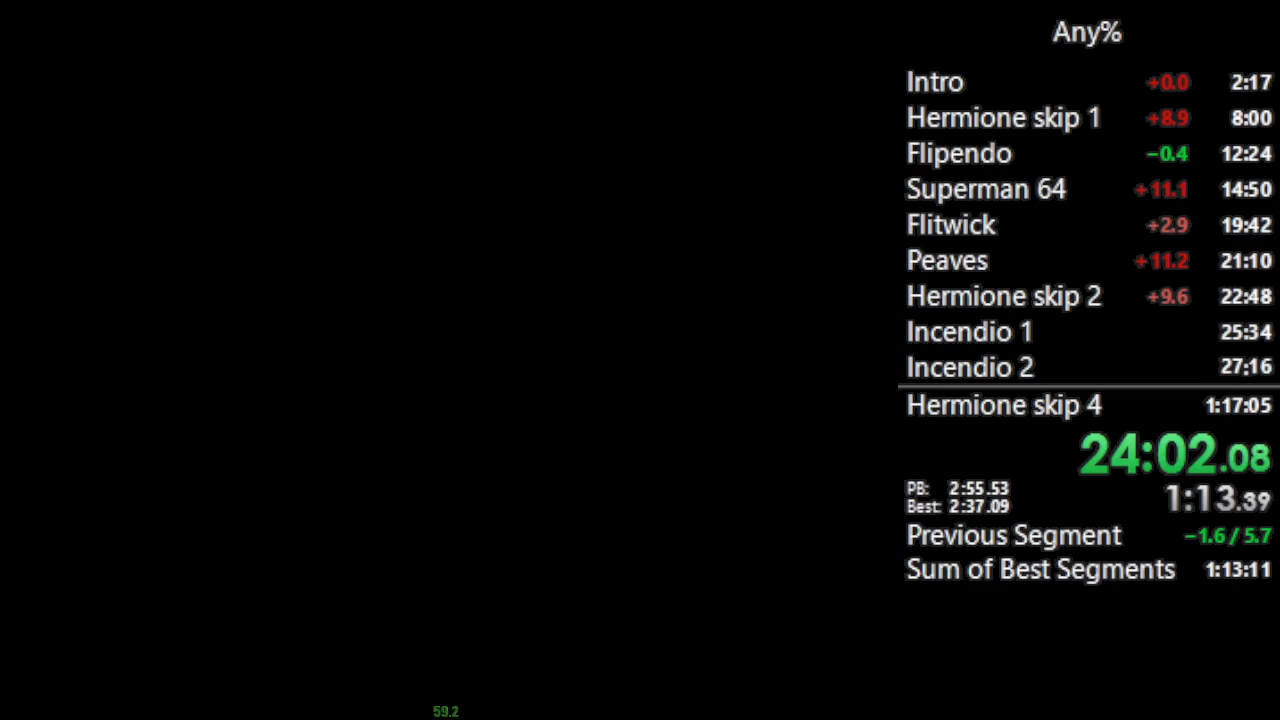 Any%
Intro +0.0 2:17
Hermione skip 1 +8.9 8:00
Flipendo −0.4 12:24
Superman 64 +11.1 14:50
Flitwick +2.9 19:42
Peaves +11.2 21:10
Hermione skip 2 +9.6 22:48
Incendio 1 25:34
Incendio 2 27:16
Hermione skip 4 1:17:05
24:02.08
PB: 2:55.53 1:13.39
Best: 2:37.09
Previous Segment −1.6 / 5.7
Sum of Best Segments 1:13:11
59.2